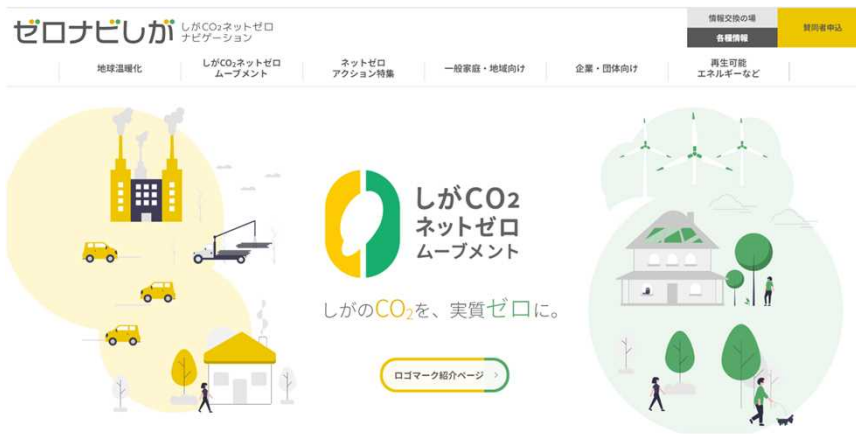 ゼロナビしが
しがCO₂ネットゼロ
ナビゲーション
情報交換の場
各種情報
賛同者申込
地球温暖化
しがCO₂ネットゼロ
ムーブメント
ネットゼロ
アクション特集
一般家庭・地域向け
企業・団体向け
再生可能
エネルギーなど
しがCO2
ネットゼロ
ムーブメント
しがのCO₂を、実質ゼロに。
ロゴマーク紹介ページ